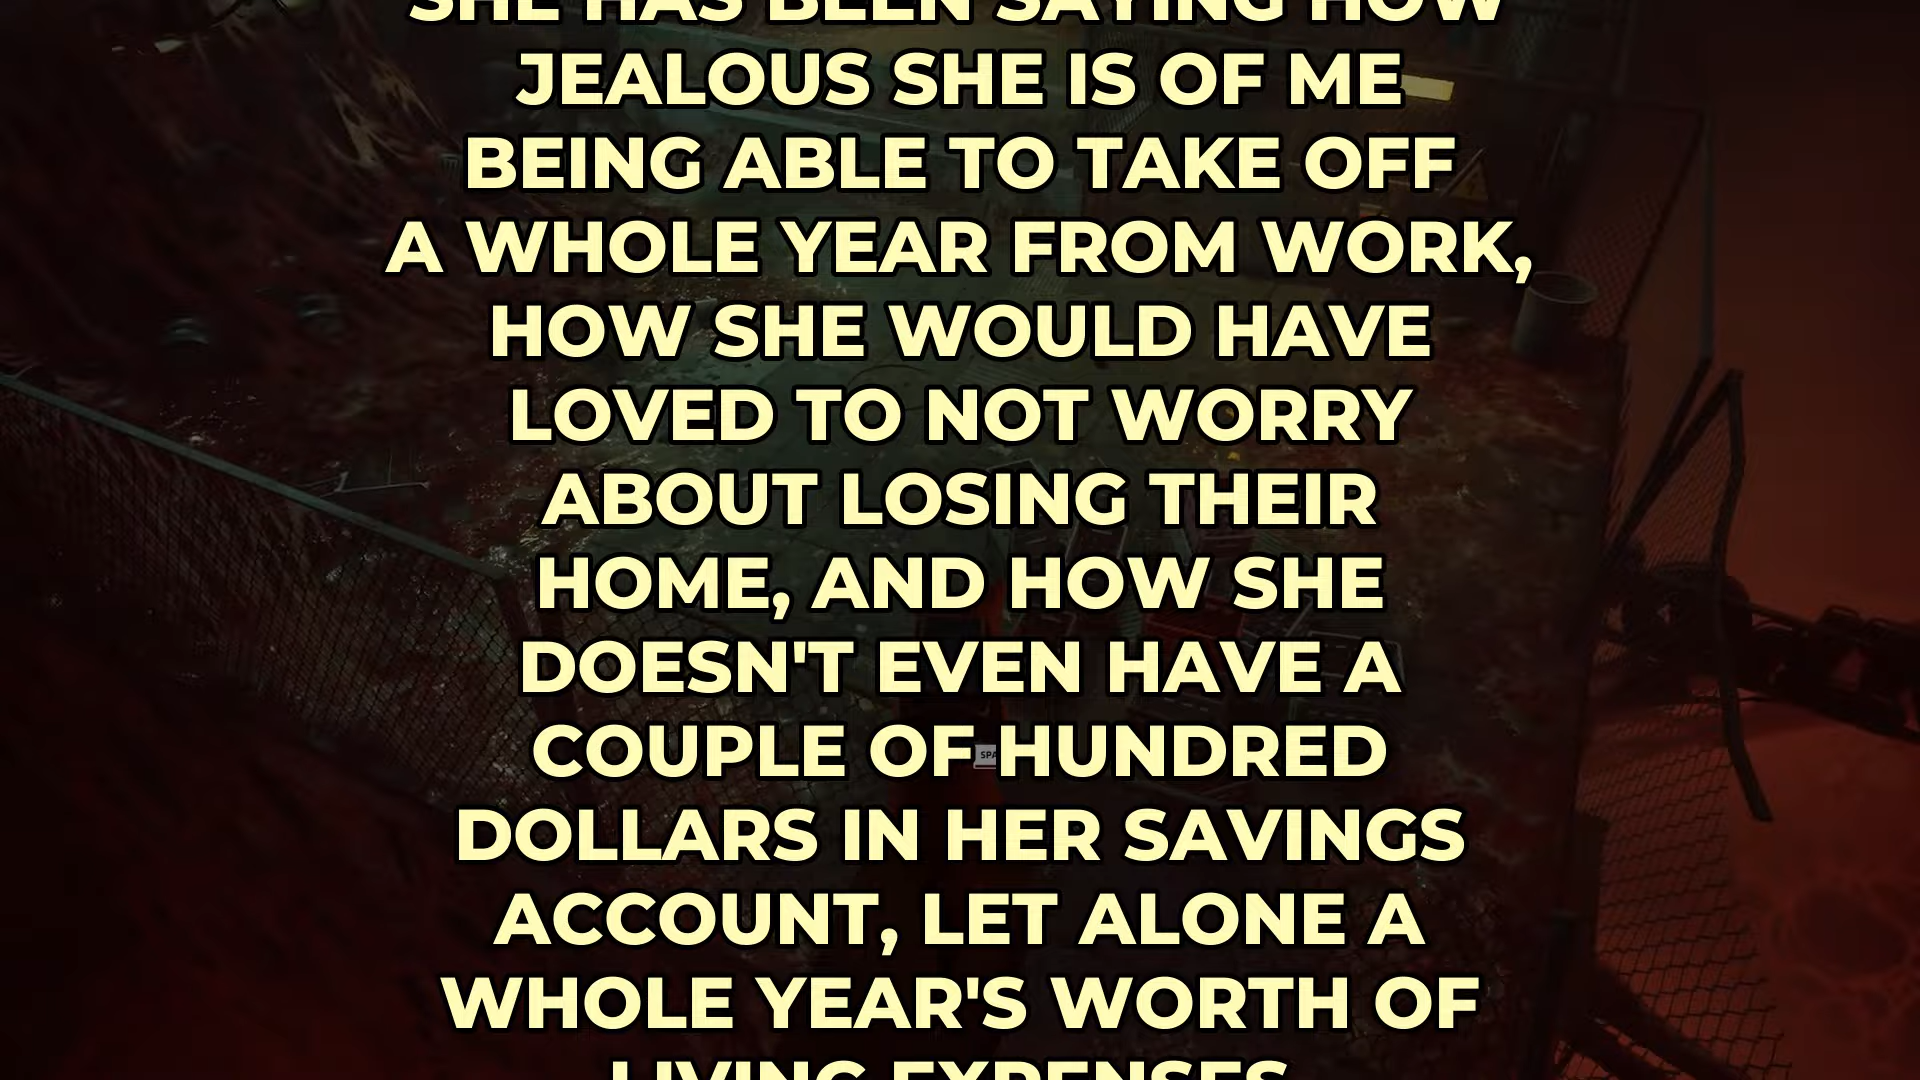 SHE HAS BEEN SAYING HOW
JEALOUS SHE IS OF ME
BEING ABLE TO TAKE OFF
A WHOLE YEAR FROM WORK,
HOW SHE WOULD HAVE
LOVED TO NOT WORRY
ABOUT LOSING THEIR
HOME, AND HOW SHE
DOESN'T EVEN HAVE A
COUPLE OF HUNDRED
DOLLARS IN HER SAVINGS
ACCOUNT, LET ALONE A
WHOLE YEAR'S WORTH OF
LIVING EXPENSES